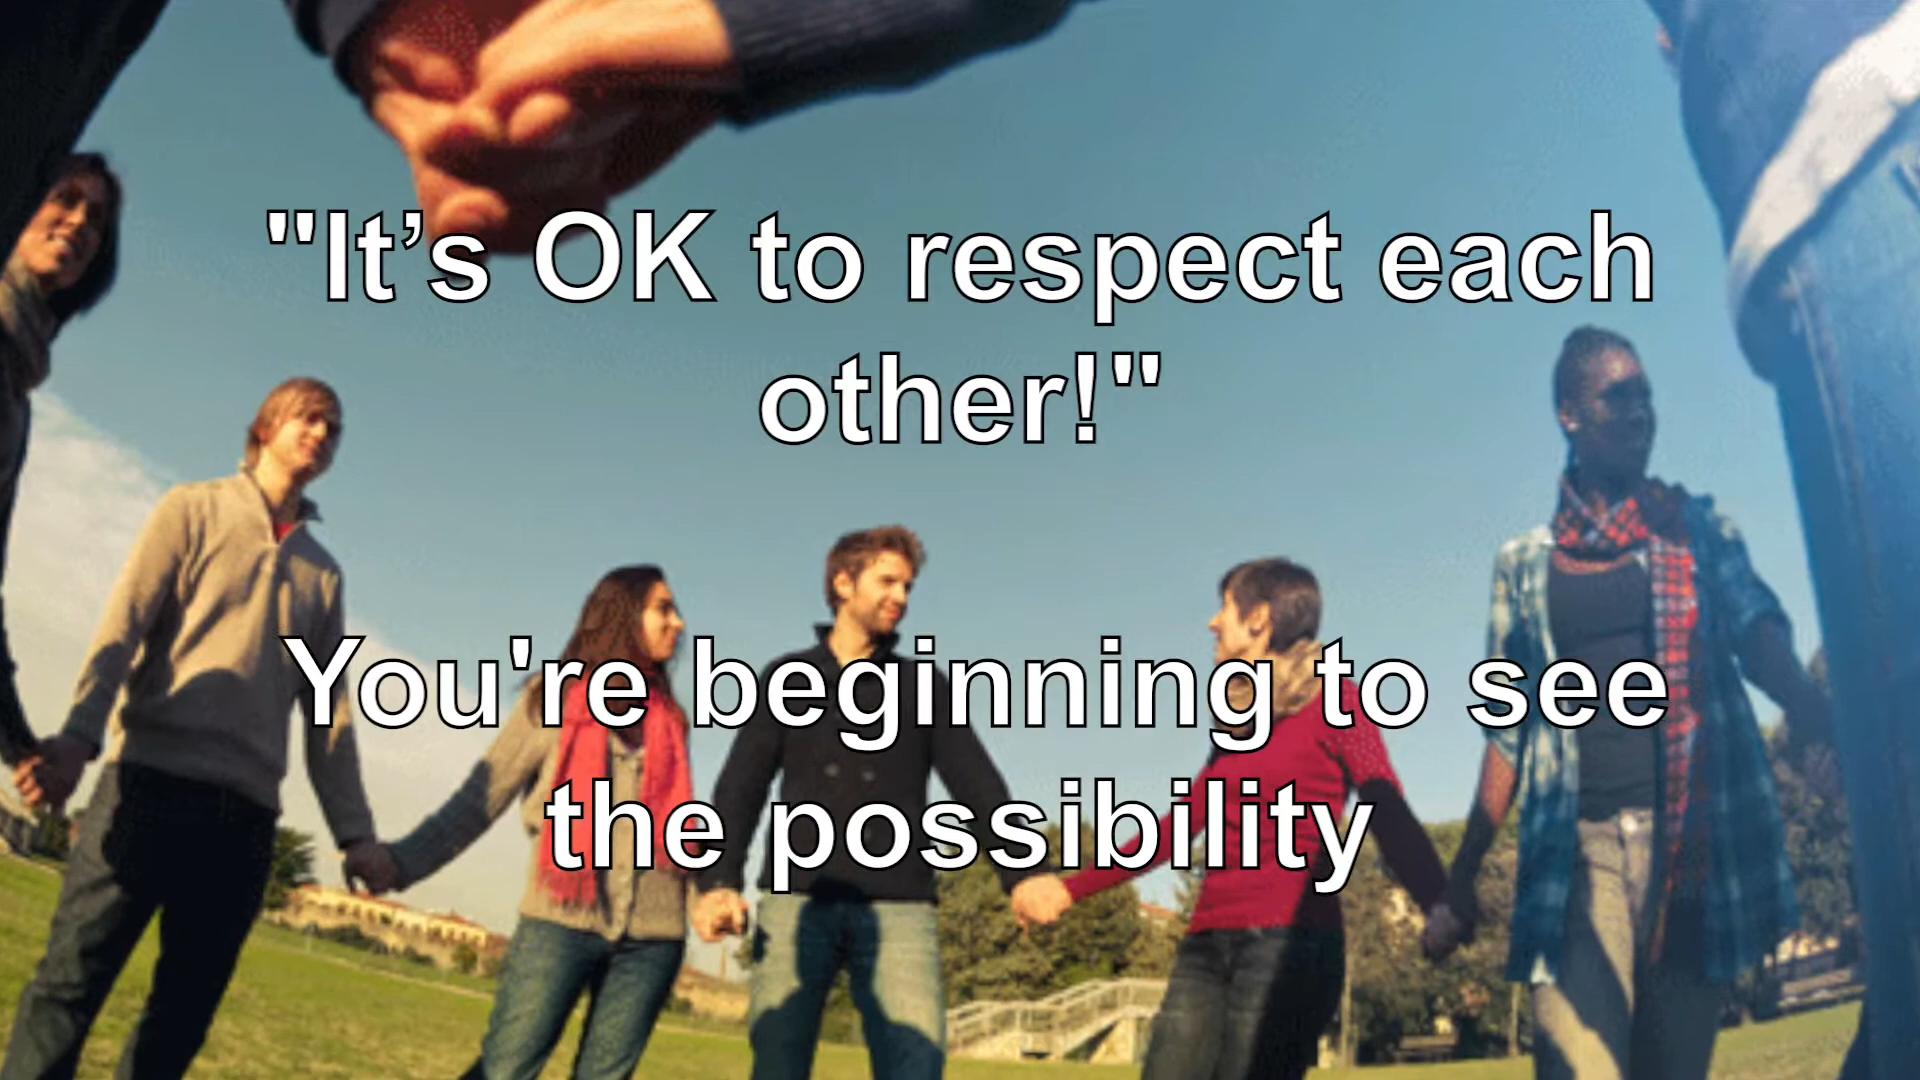 "It’s OK to respect each
other!"
You're beginning to see
the possibility